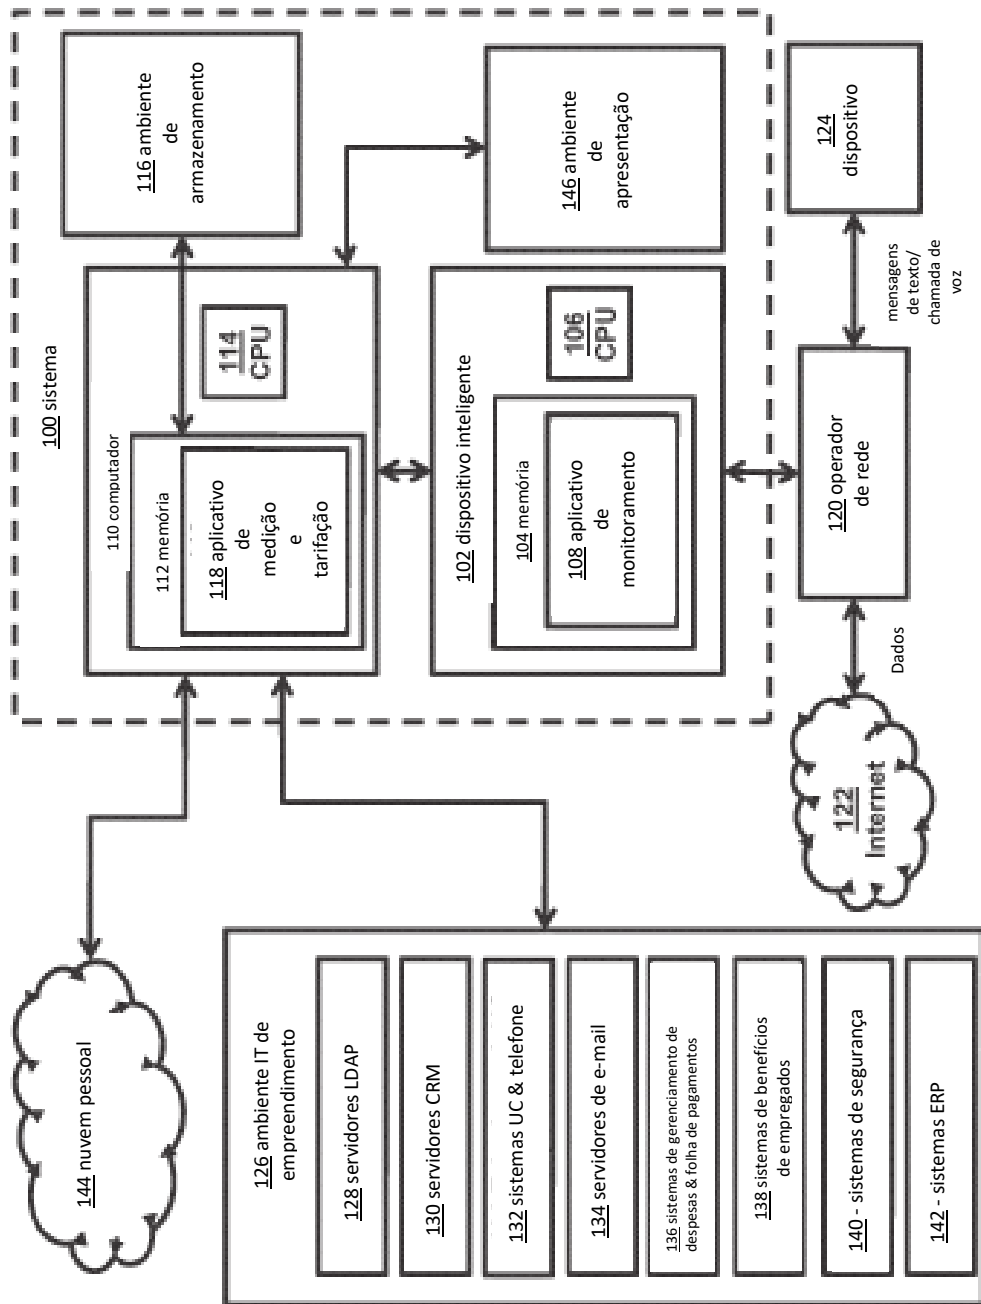 144 nuvem pessoal
126 ambiente IT de
empreendimento
128 servidores LDAP
130 servidores CRM
132 sistemas UC & telefone
134 servidores de e-mail
136 sistemas de gerenciamento de
despesas & folha de pagamentos
138 sistemas de benefícios
de empregados
140 - sistemas de segurança
142 - sistemas ERP
100 sistema
110 computador
112 memória
118 aplicativo
de
medição
e
tarifação
114
CPU
116 ambiente
de
armazenamento
102 dispositivo inteligente
104 memória
108 aplicativo
de
monitoramento
106
CPU
146 ambiente
de
apresentação
122
Internet
Dados
120 operador
de rede
mensagens
de texto/
chamada de
voz
124
dispositivo